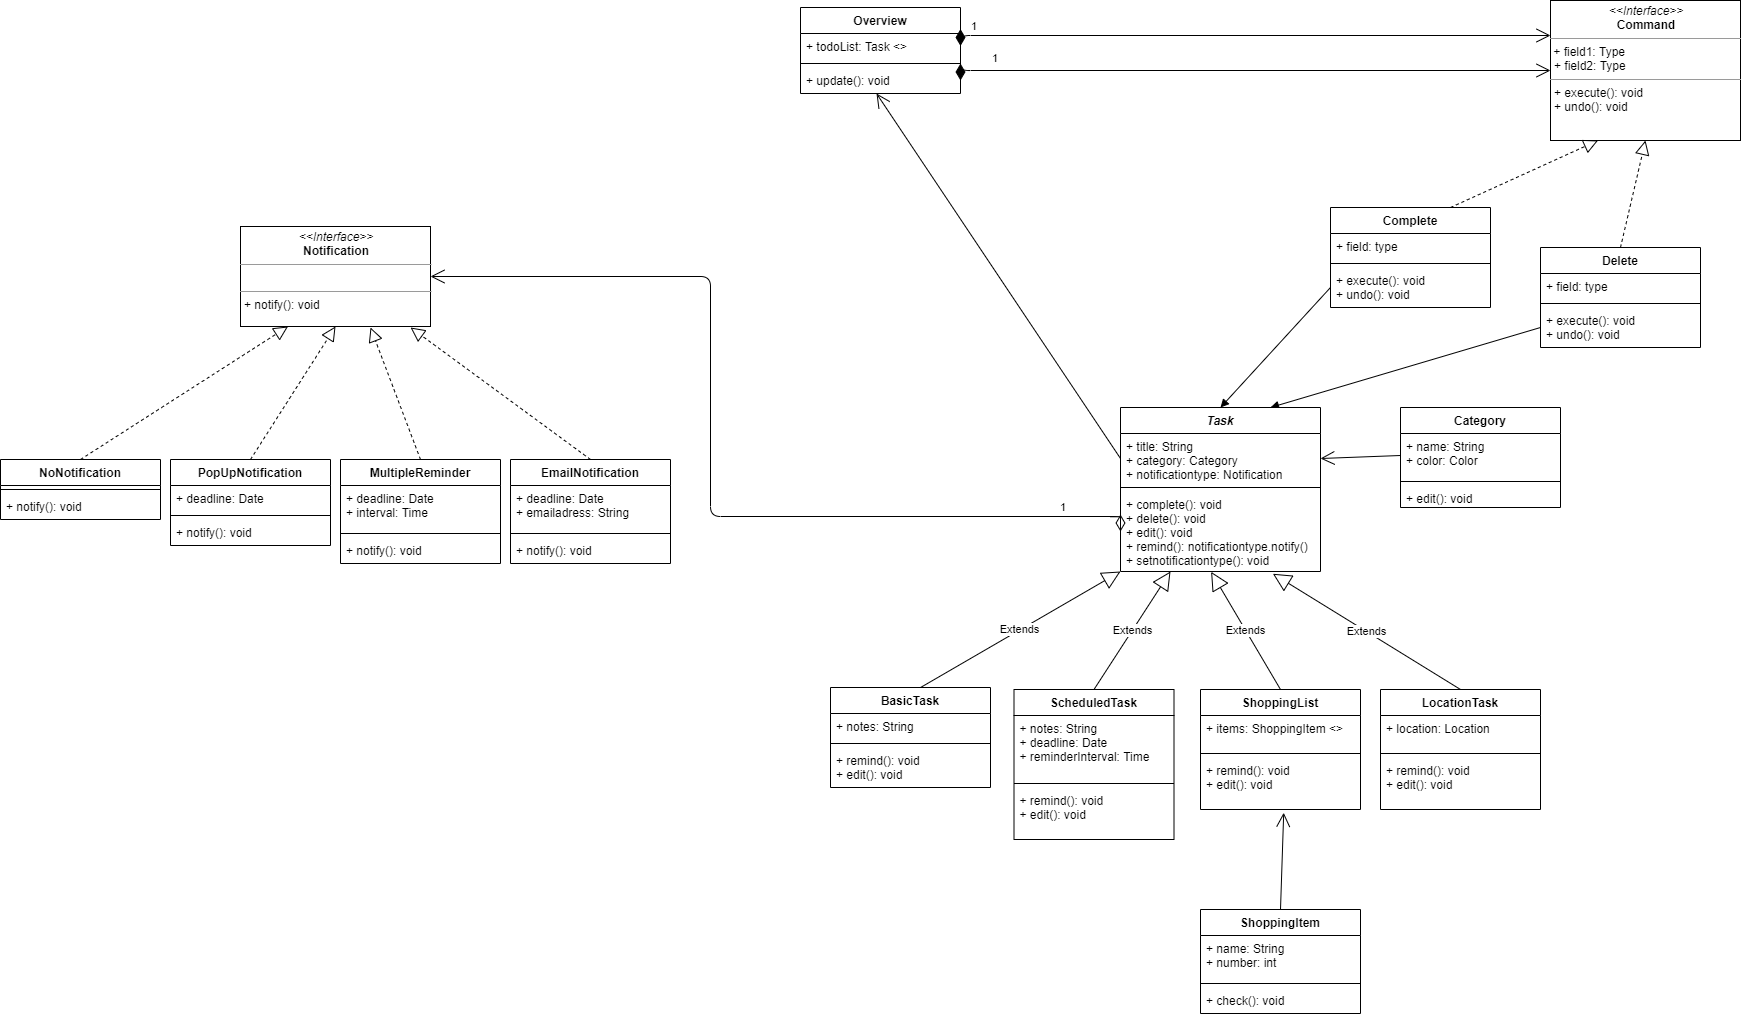 Overview
+ todoList: Task <>
+ update(): void
1
1
<<Interface>>
Command
+ field1: Type
+ field2: Type
+ execute(): void
+ undo(): void
Complete
+ field: type
+ execute(): void
+ undo(): void
Delete
+ field: type
+ execute(): void
+ undo(): void
<<Interface>>
Notification
+ notify(): void
NoNotification
+ notify(): void
PopUpNotification
+ deadline: Date
+ notify(): void
MultipleReminder
+ deadline: Date
+ interval: Time
+ notify(): void
EmailNotification
+ deadline: Date
+ emailadress: String
+ notify(): void
1
Task
+ title: String
+ category: Category
+ notificationtype: Notification
+ complete(): void
+ delete(): void
+ edit(): void
+ remind(): notificationtype.notify()
+ setnotificationtype(): void
Category
+ name: String
+ color: Color
+ edit(): void
Extends
Extends
Extends
Extends
BasicTask
+ notes: String
+ remind(): void
+ edit(): void
ScheduledTask
+ notes: String
+ deadline: Date
+ reminderInterval: Time
+ remind(): void
+ edit(): void
ShoppingList
+ items: ShoppingItem <>
+ remind(): void
+ edit(): void
LocationTask
+ location: Location
+ remind(): void
+ edit(): void
ShoppingItem
+ name: String
+ number: int
+ check(): void